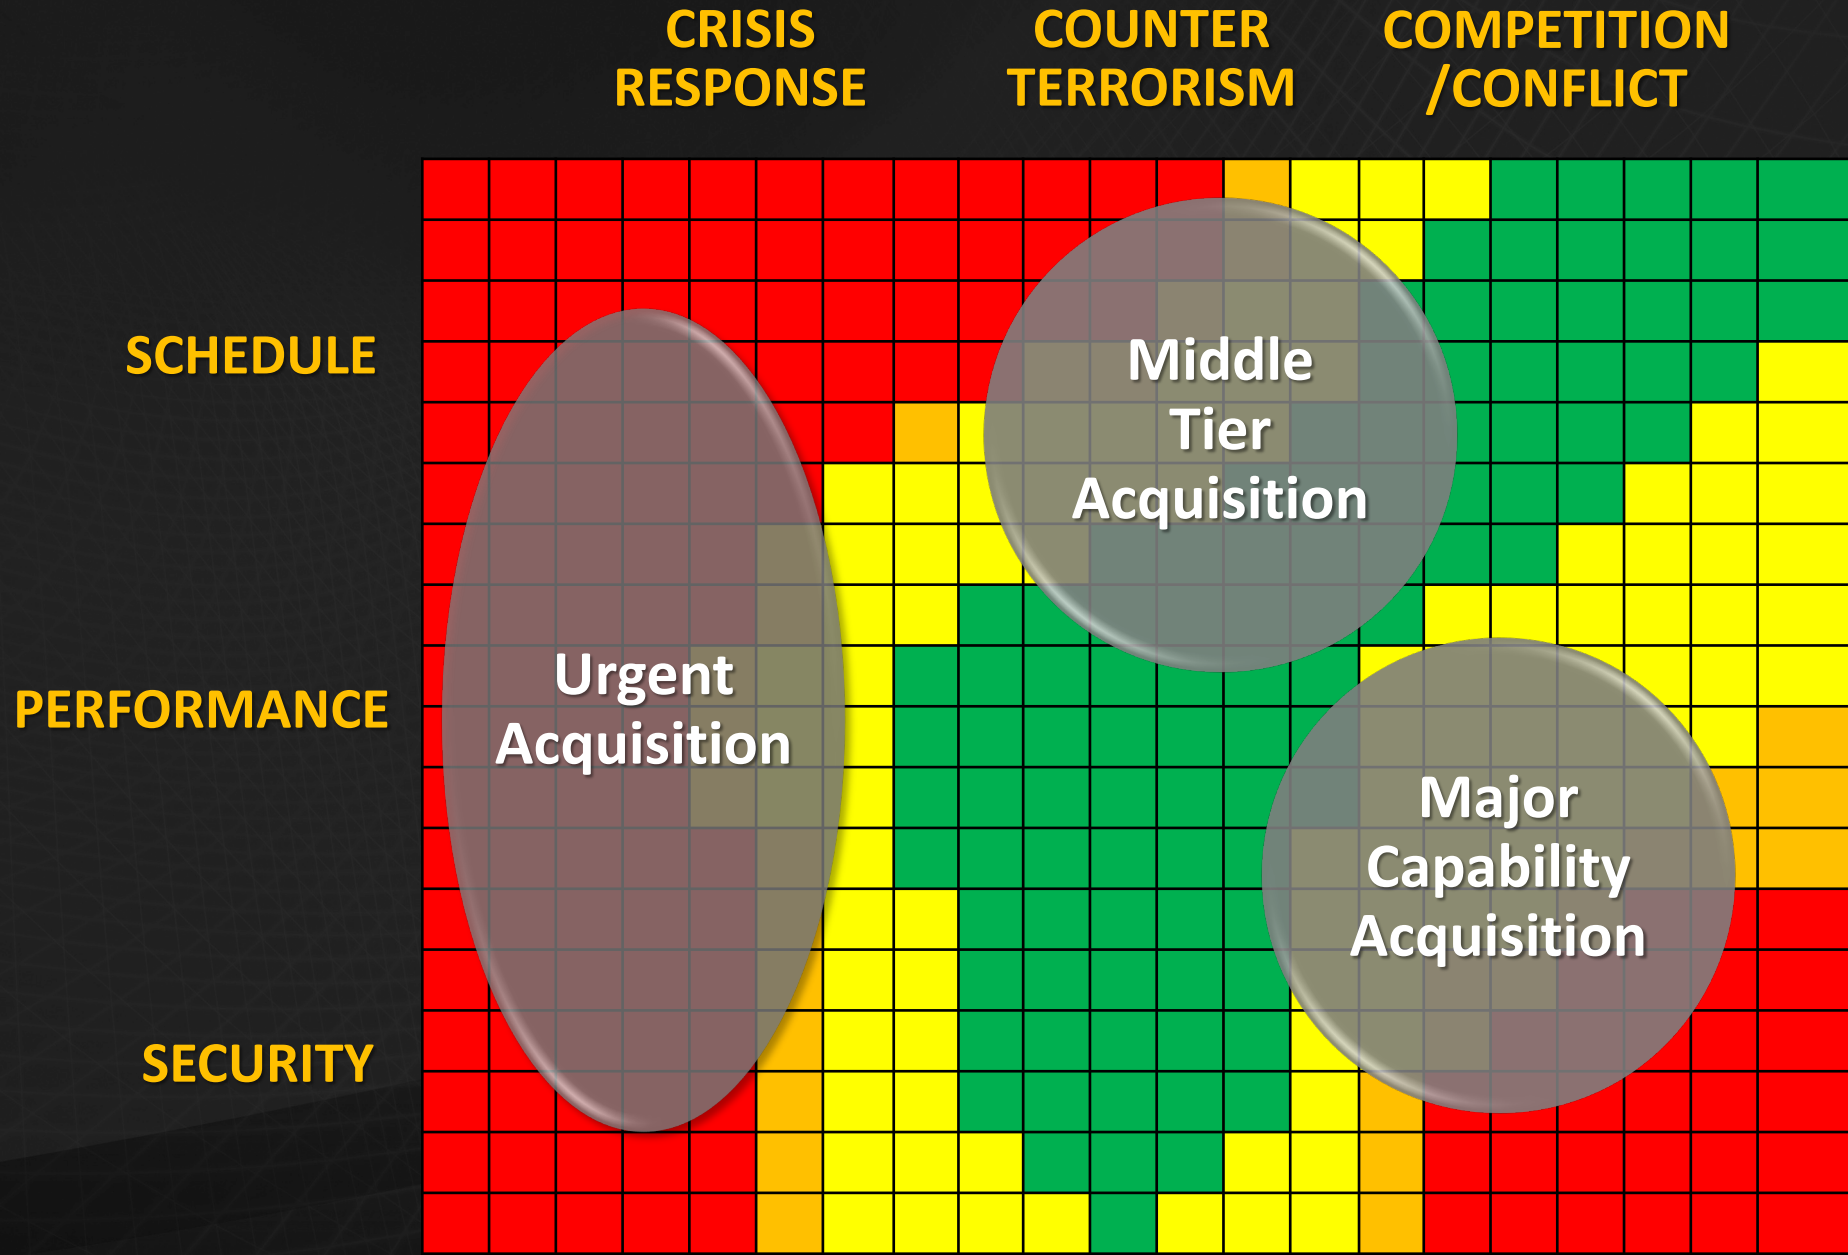 CRISIS
RESPONSE
COUNTER
TERRORISM
COMPETITION
/CONFLICT
SCHEDULE
PERFORMANCE
SECURITY
Urgent
Acquisition
Middle
Tier
Acquisition
Major
Capability
Acquisition